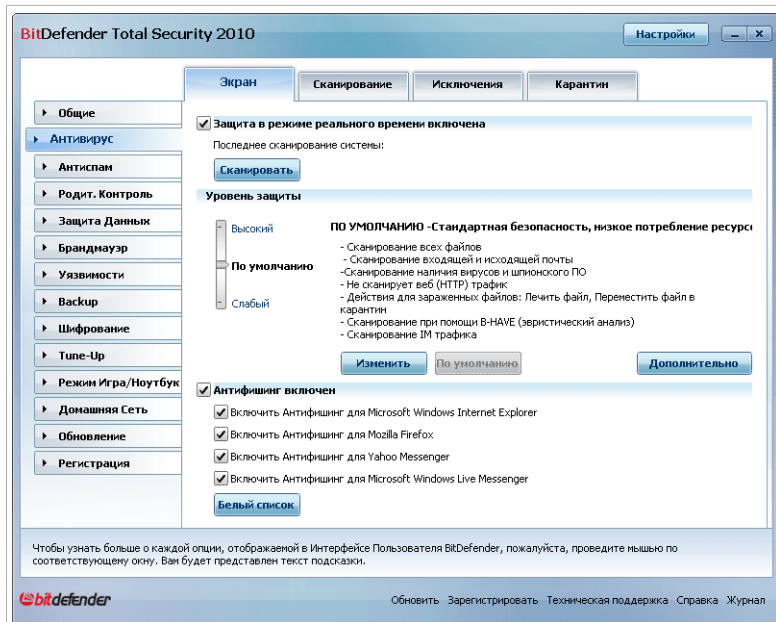 BitDefender Total Security 2010
Настройки
Экран
Сканирование
Исключения
Карантин
Общие
Антивирус
Антиспам
Родит. Контроль
Защита Данных
Брандмауэр
Уязвимости
Backup
Шифрование
Tune-Up
Режим Игра/Ноутбук
Домашняя Сеть
Обновление
Регистрация
Защита в режиме реального времени включена
Последнее сканирование системы:
Сканировать
Уровень защиты
Высокий
По умолчанию
Слабый
ПО УМОЛЧАНИЮ -Стандартная безопасность, низкое потребление ресурсо
- Сканирование всех файлов
- Сканирование входящей и исходящей почты
-Сканирование наличия вирусов и шпионского ПО
- Не сканирует веб (HTTP) трафик
- Действия для зараженных файлов: Лечить файл, Переместить файл в
карантин
- Сканирование при помощи B-HAVE (эвристический анализ)
- Сканирование IM трафика
Изменить
По умолчанию
Дополнительно
Антифишинг включен
Включить Антифишинг для Microsoft Windows Internet Explorer
Включить Антифишинг для Mozilla Firefox
Включить Антифишинг для Yahoo Messenger
Включить Антифишинг для Microsoft Windows Live Messenger
Белый список
Чтобы узнать больше о каждой опции, отображаемой в Интерфейсе Пользователя BitDefender, пожалуйста, проведите мышью по
соответствующему окну. Вам будет представлен текст подсказки.
bitdefender
Обновить Зарегистрировать Техническая поддержка Справка Журнал